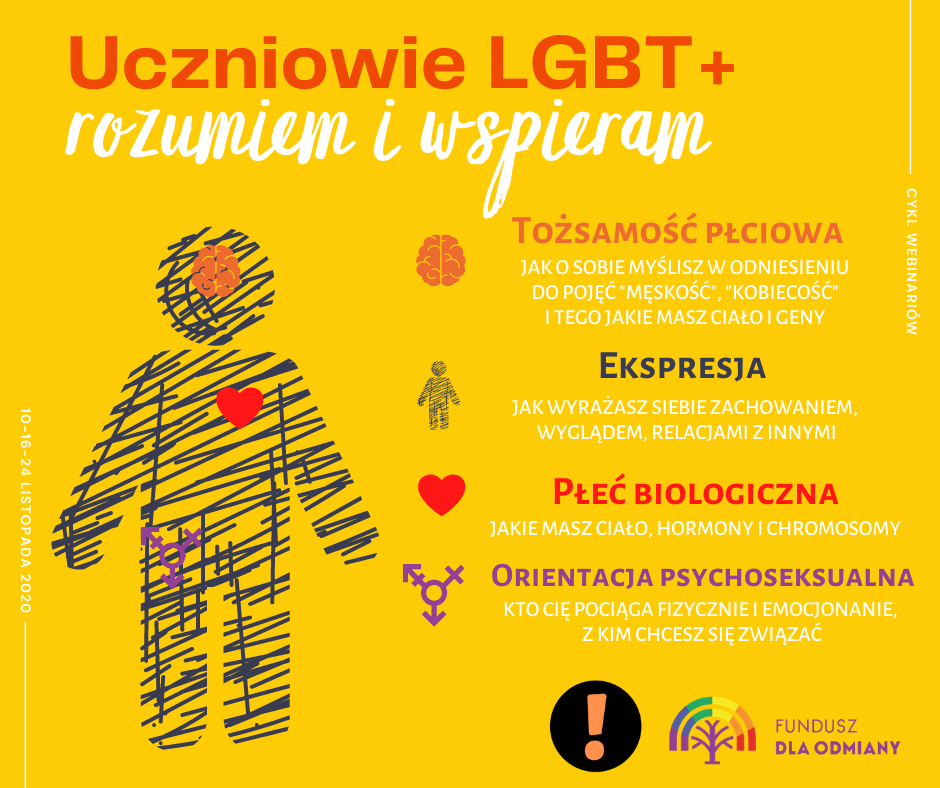 Uczniowie LGBT+
rozumiem i wspieram
CYKL WEBINARIÓW
TOŻSAMOŚĆ PŁCIOWA
JAK O SOBIE MYŚLISZ W ODNIESIENIU
DO POJĘĆ "MĘSKOŚĆ", "KOBIECOŚĆ"
I TEGO JAKIE MASZ CIAŁO I GENY
EKSPRESJA
JAK WYRAŻASZ SIEBIE ZACHOWANIEM,
WYGLĄDEM, RELACJAMI Z INNYMI
PŁEĆ BIOLOGICZNA
JAKIE MASZ CIAŁO, HORMONY I CHROMOSOMY
ORIENTACJA PSYCHOSEKSUALNA
KTO CIĘ POCIĄGA FIZYCZNIE I EMOCJONANIE,
Z KIM CHCESZ SIĘ ZWIĄZAĆ
10-16-24 LISTOPADA 2020
!
FUNDUSZ
DLA ODMIANY